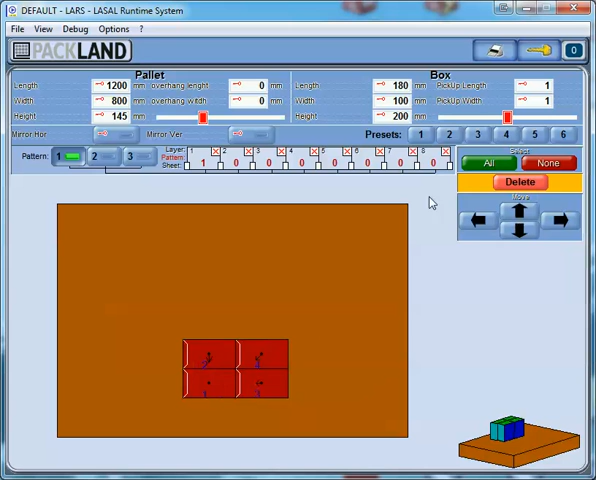 DEFAULT - LARS - LASAL Runtime System
File View Debug Options ?
PACKLAND 0
Pallet Box
Length 1200 mm overhang lenght 0 mm Length 180 mm PickUp Length 1
Width 800 mm overhang witdh 0 mm Width 100 mm PickUp Width 1
Height 145 mm Height 200 mm
Mirror Hor Mirror Ver Presets: 1 2 3 4 5 6
Layer: 1 2 3 4 5 6 7 8
Pattern: 1 2 3 Pattern: 1 0 0 0 0 0 0 0
Sheet:
Select
All None
Delete
Move